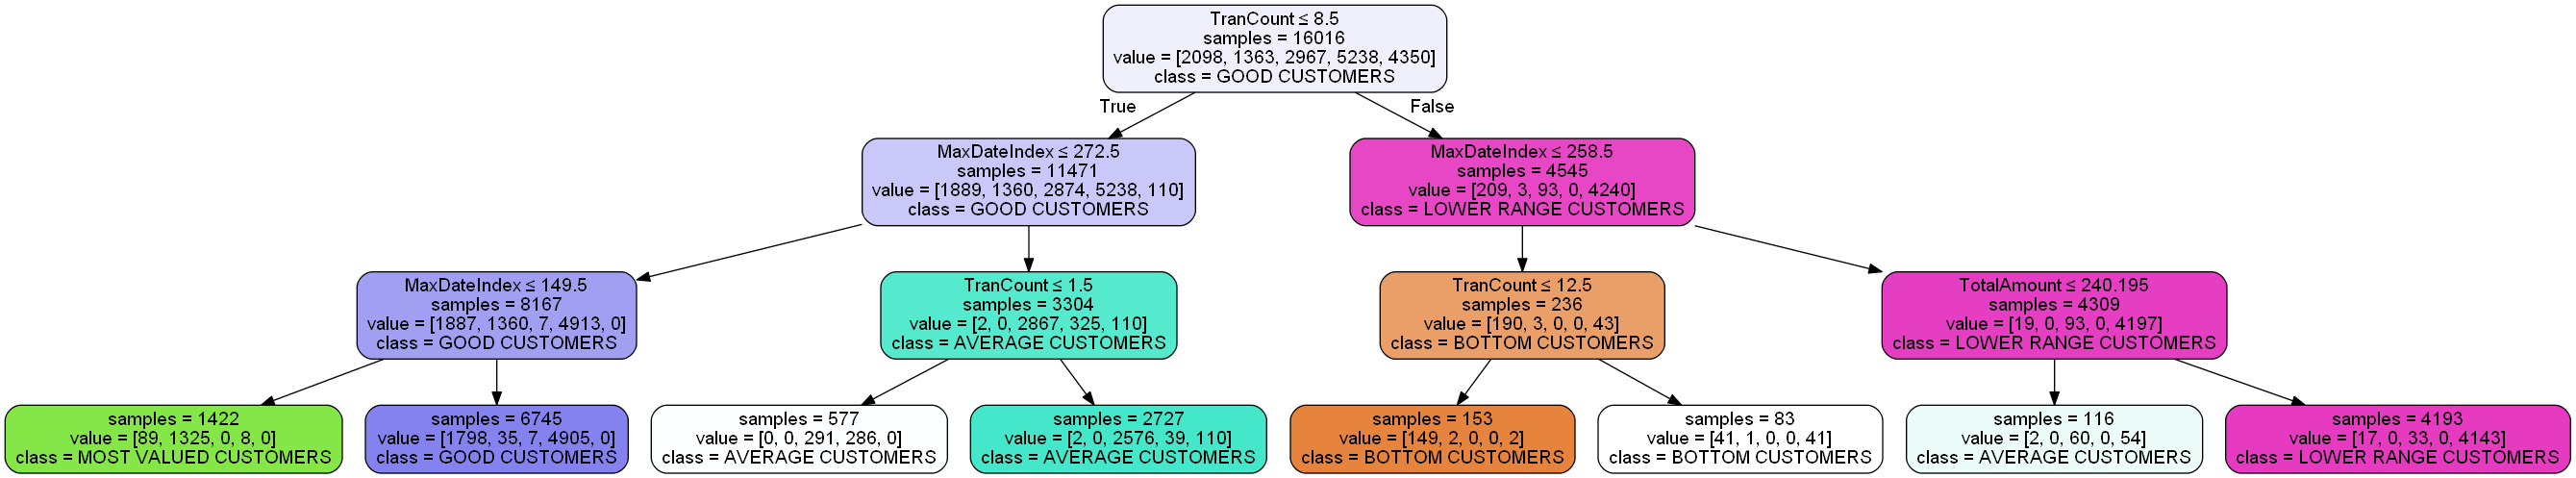 TranCount ≤ 8.5
samples = 16016
value = [2098, 1363, 2967, 5238, 4350]
class = GOOD CUSTOMERS
True
False
MaxDateIndex ≤ 272.5
samples = 11471
value = [1889, 1360, 2874, 5238, 110]
class = GOOD CUSTOMERS
MaxDateIndex ≤ 258.5
samples = 4545
value = [209, 3, 93, 0, 4240]
class = LOWER RANGE CUSTOMERS
MaxDateIndex ≤ 149.5
samples = 8167
value = [1887, 1360, 7, 4913, 0]
class = GOOD CUSTOMERS
TranCount ≤ 1.5
samples = 3304
value = [2, 0, 2867, 325, 110]
class = AVERAGE CUSTOMERS
TranCount ≤ 12.5
samples = 236
value = [190, 3, 0, 0, 43]
class = BOTTOM CUSTOMERS
TotalAmount ≤ 240.195
samples = 4309
value = [19, 0, 93, 0, 4197]
class = LOWER RANGE CUSTOMERS
samples = 1422
value = [89, 1325, 0, 8, 0]
class = MOST VALUED CUSTOMERS
samples = 6745
value = [1798, 35, 7, 4905, 0]
class = GOOD CUSTOMERS
samples = 577
value = [0, 0, 291, 286, 0]
class = AVERAGE CUSTOMERS
samples = 2727
value = [2, 0, 2576, 39, 110]
class = AVERAGE CUSTOMERS
samples = 153
value = [149, 2, 0, 0, 2]
class = BOTTOM CUSTOMERS
samples = 83
value = [41, 1, 0, 0, 41]
class = BOTTOM CUSTOMERS
samples = 116
value = [2, 0, 60, 0, 54]
class = AVERAGE CUSTOMERS
samples = 4193
value = [17, 0, 33, 0, 4143]
class = LOWER RANGE CUSTOMERS